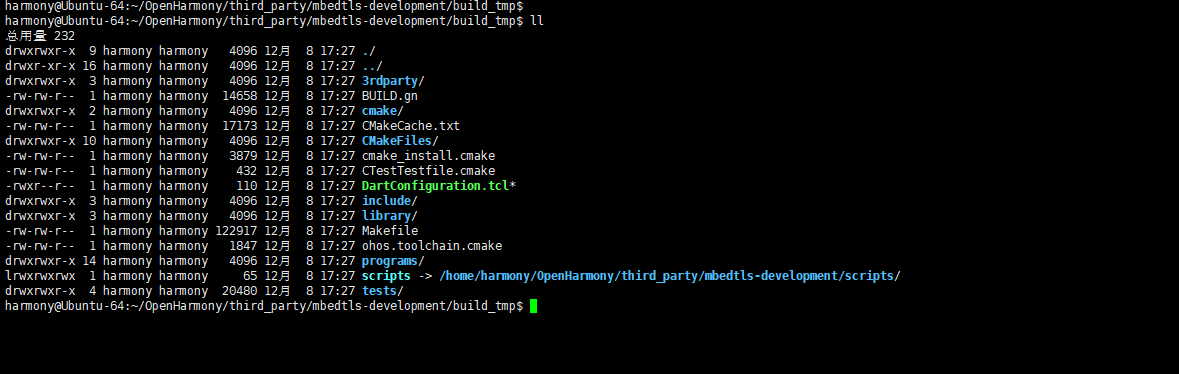 harmony@Ubuntu-64:~/OpenHarmony/third_party/mbedtls-development/build_tmp$
harmony@Ubuntu-64:~/OpenHarmony/third_party/mbedtls-development/build_tmp$ ll
总用量 232
drwxrwxr-x  9 harmony harmony   4096 12月  8 17:27 ./
drwxr-xr-x 16 harmony harmony   4096 12月  8 17:27 ../
drwxrwxr-x  3 harmony harmony   4096 12月  8 17:27 3rdparty/
-rw-rw-r--  1 harmony harmony  14658 12月  8 17:27 BUILD.gn
drwxrwxr-x  2 harmony harmony   4096 12月  8 17:27 cmake/
-rw-rw-r--  1 harmony harmony  17173 12月  8 17:27 CMakeCache.txt
drwxrwxr-x 10 harmony harmony   4096 12月  8 17:27 CMakeFiles/
-rw-rw-r--  1 harmony harmony   3879 12月  8 17:27 cmake_install.cmake
-rw-rw-r--  1 harmony harmony    432 12月  8 17:27 CTestTestfile.cmake
-rwxr--r--  1 harmony harmony    110 12月  8 17:27 DartConfiguration.tcl*
drwxrwxr-x  3 harmony harmony   4096 12月  8 17:27 include/
drwxrwxr-x  3 harmony harmony   4096 12月  8 17:27 library/
-rw-rw-r--  1 harmony harmony 122917 12月  8 17:27 Makefile
-rw-rw-r--  1 harmony harmony   1847 12月  8 17:27 ohos.toolchain.cmake
drwxrwxr-x 14 harmony harmony   4096 12月  8 17:27 programs/
lrwxrwxrwx  1 harmony harmony     65 12月  8 17:27 scripts -> /home/harmony/OpenHarmony/third_party/mbedtls-development/scripts/
drwxrwxr-x  4 harmony harmony  20480 12月  8 17:27 tests/
harmony@Ubuntu-64:~/OpenHarmony/third_party/mbedtls-development/build_tmp$